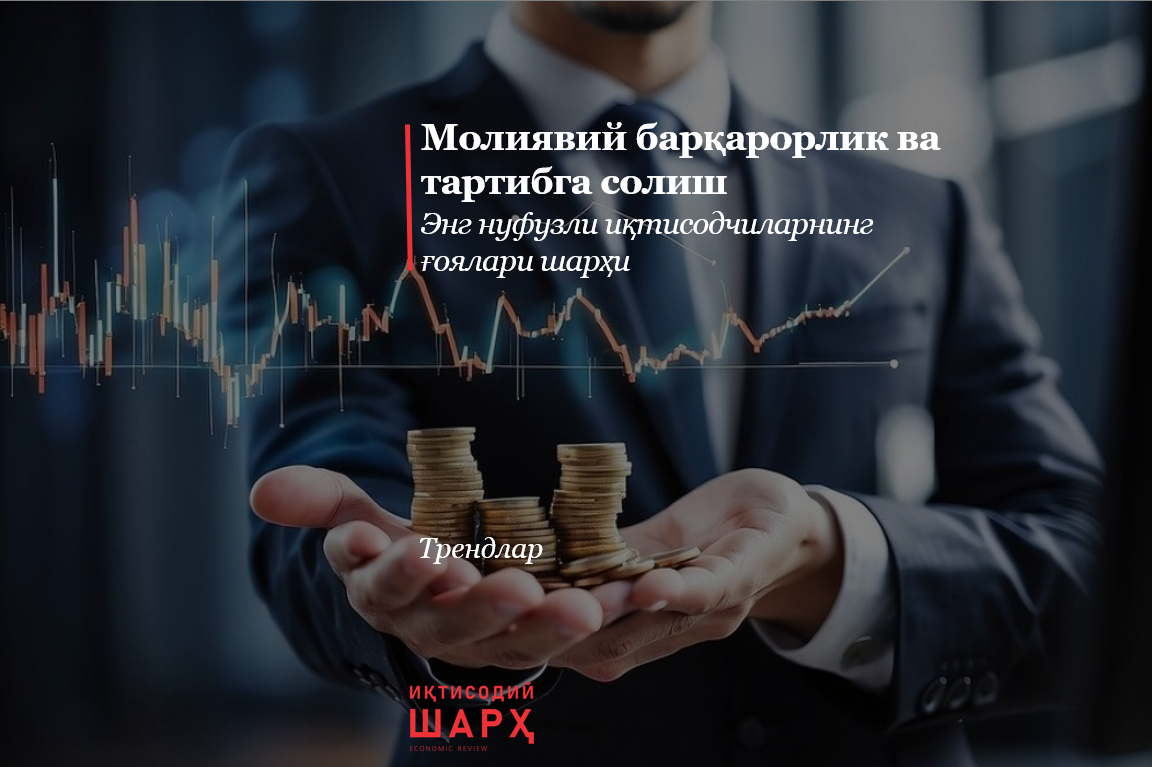 Молиявий барқарорлик ва
тартибга солиш
Энг нуфузли иқтисодчиларнинг
ғоялари шарҳи
Трендлар
ИҚТИСОДИЙ
ШАРҲ
ECONOMIC REVIEW